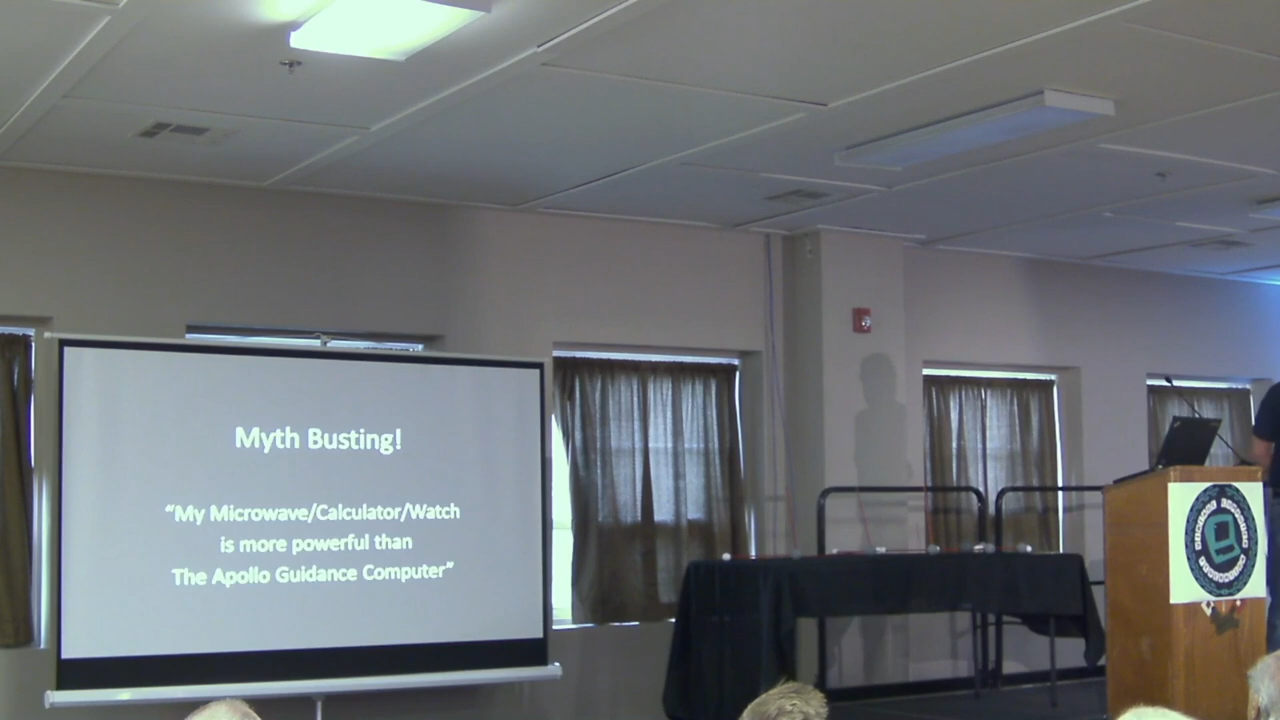 Myth Busting!
“My Microwave/Calculator/Watch
is more powerful than
The Apollo Guidance Computer”